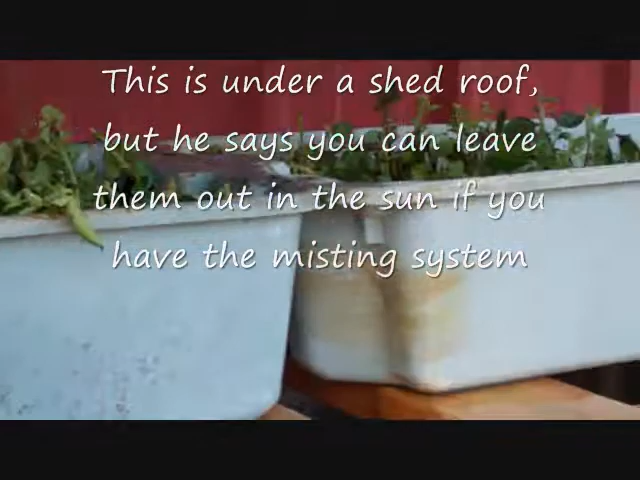 This is under a shed roof,
but he says you can leave
them out in the sun if you
have the misting system